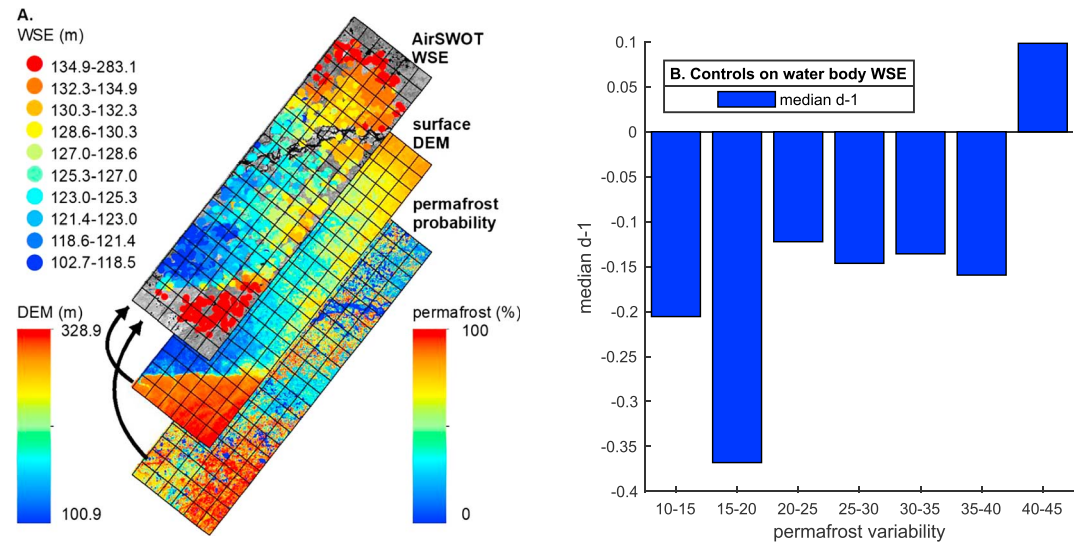 A.
WSE (m)
134.9-283.1
132.3-134.9
130.3-132.3
128.6-130.3
127.0-128.6
125.3-127.0
123.0-125.3
121.4-123.0
118.6-121.4
102.7-118.5
AirSWOT
WSE
surface
DEM
permafrost
probability
DEM (m)
328.9
100.9
permafrost (%)
100
0
B. Controls on water body WSE
median d-1
0.1
0.05
0
-0.05
-0.1
-0.15
-0.2
-0.25
-0.3
-0.35
-0.4
median d-1
10-15
15-20
20-25
25-30
30-35
35-40
40-45
permafrost variability